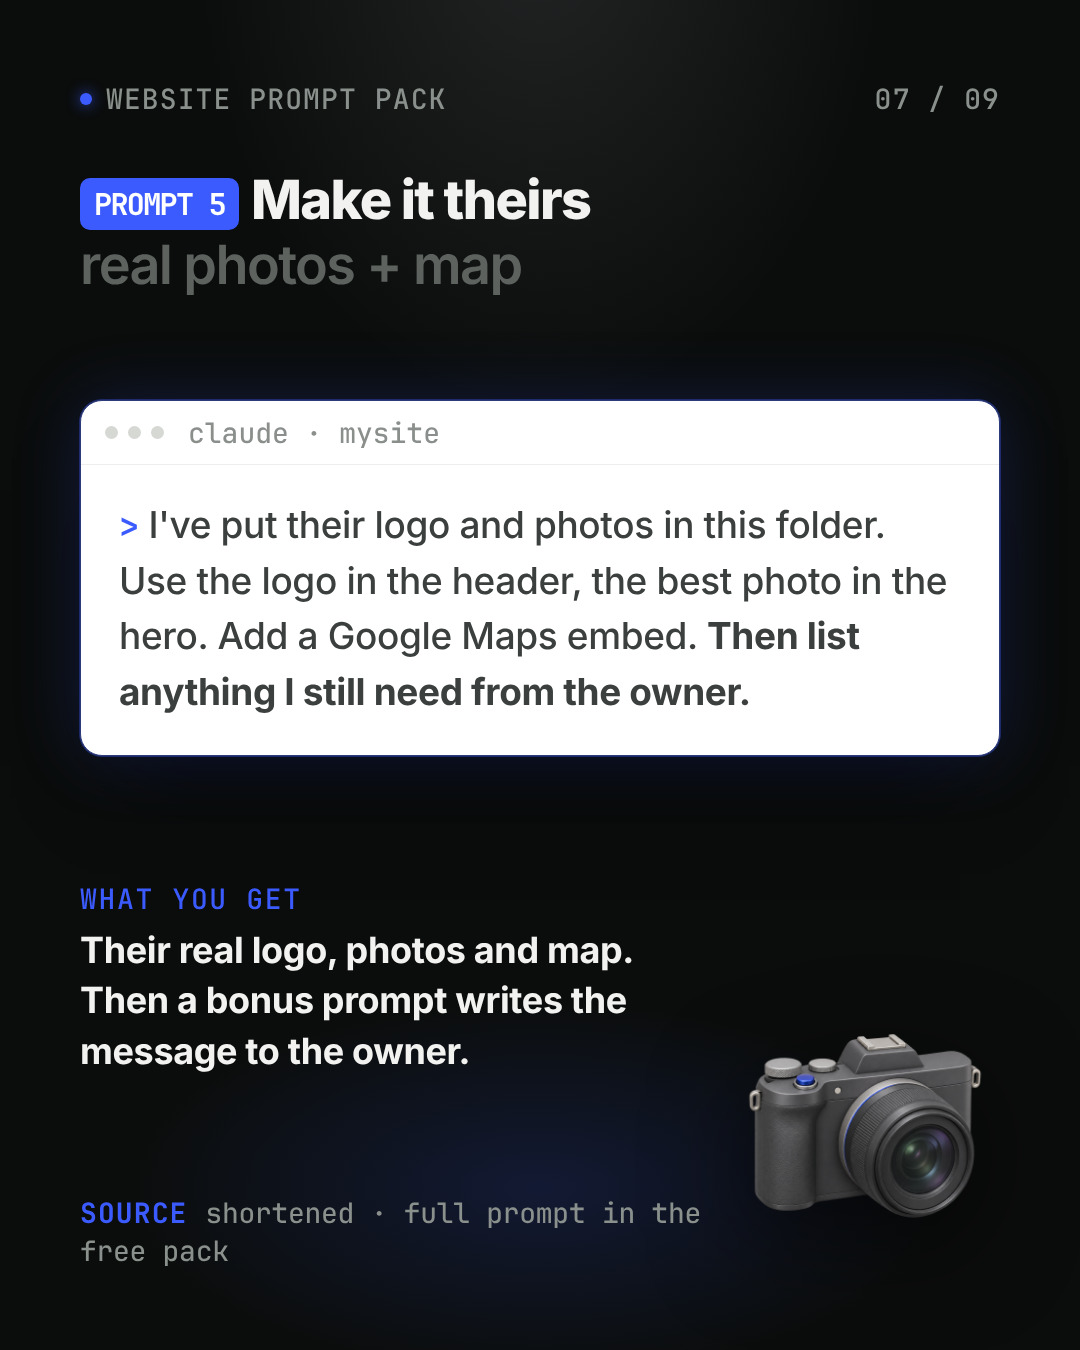 WEBSITE PROMPT PACK
07 / 09
PROMPT 5 Make it theirs
real photos + map
claude · mysite
> I've put their logo and photos in this folder.
Use the logo in the header, the best photo in the
hero. Add a Google Maps embed. Then list
anything I still need from the owner.
WHAT YOU GET
Their real logo, photos and map.
Then a bonus prompt writes the
message to the owner.
SOURCE shortened · full prompt in the
free pack